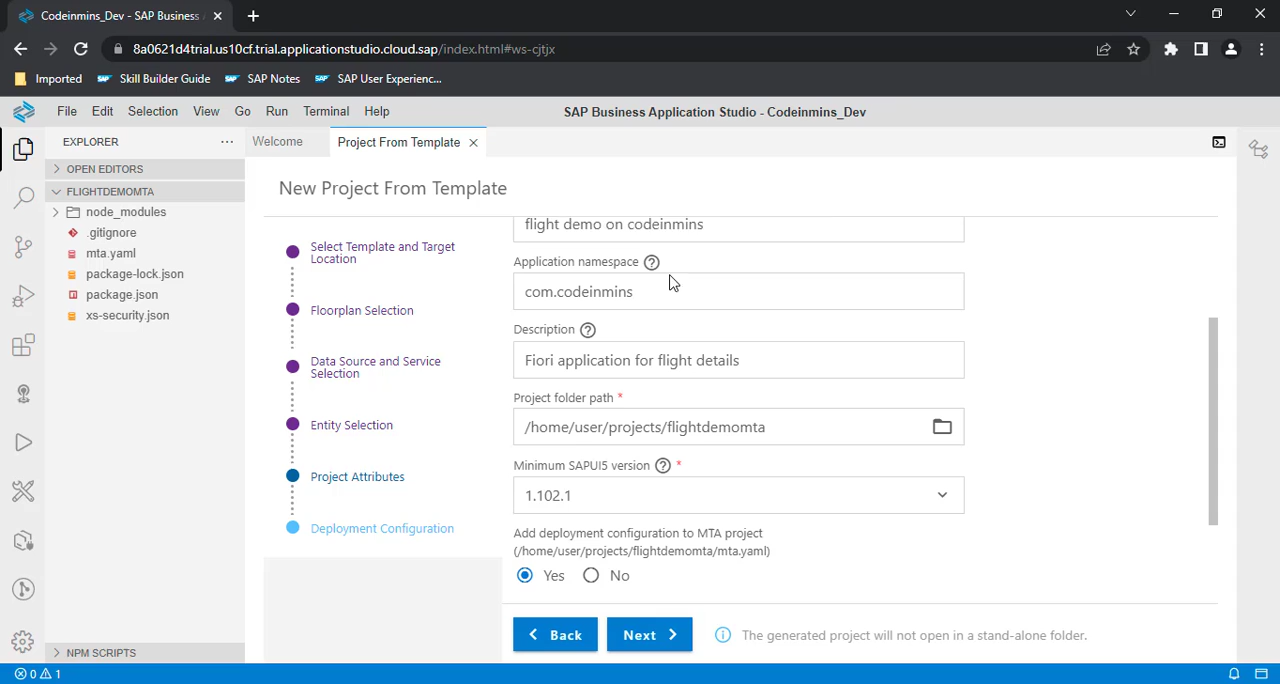 Codeinmins_Dev - SAP Business
8a0621d4trial.us10cf.trial.applicationstudio.cloud.sap/index.html#ws-cjtjx
Imported
SAP Skill Builder Guide
SAP SAP Notes
SAP SAP User Experienc...
File Edit Selection View Go Run Terminal Help
SAP Business Application Studio - Codeinmins_Dev
EXPLORER
OPEN EDITORS
FLIGHTDEMOMTA
node_modules
.gitignore
mta.yaml
package-lock.json
package.json
xs-security.json
NPM SCRIPTS
Welcome
Project From Template
New Project From Template
Select Template and Target
Location
Floorplan Selection
Data Source and Service
Selection
Entity Selection
Project Attributes
Deployment Configuration
flight demo on codeinmins
Application namespace ?
com.codeinmins
Description ?
Fiori application for flight details
Project folder path *
/home/user/projects/flightdemomta
Minimum SAPUI5 version ? *
1.102.1
Add deployment configuration to MTA project
(/home/user/projects/flightdemomta/mta.yaml)
Yes No
Back Next
The generated project will not open in a stand-alone folder.
0 1